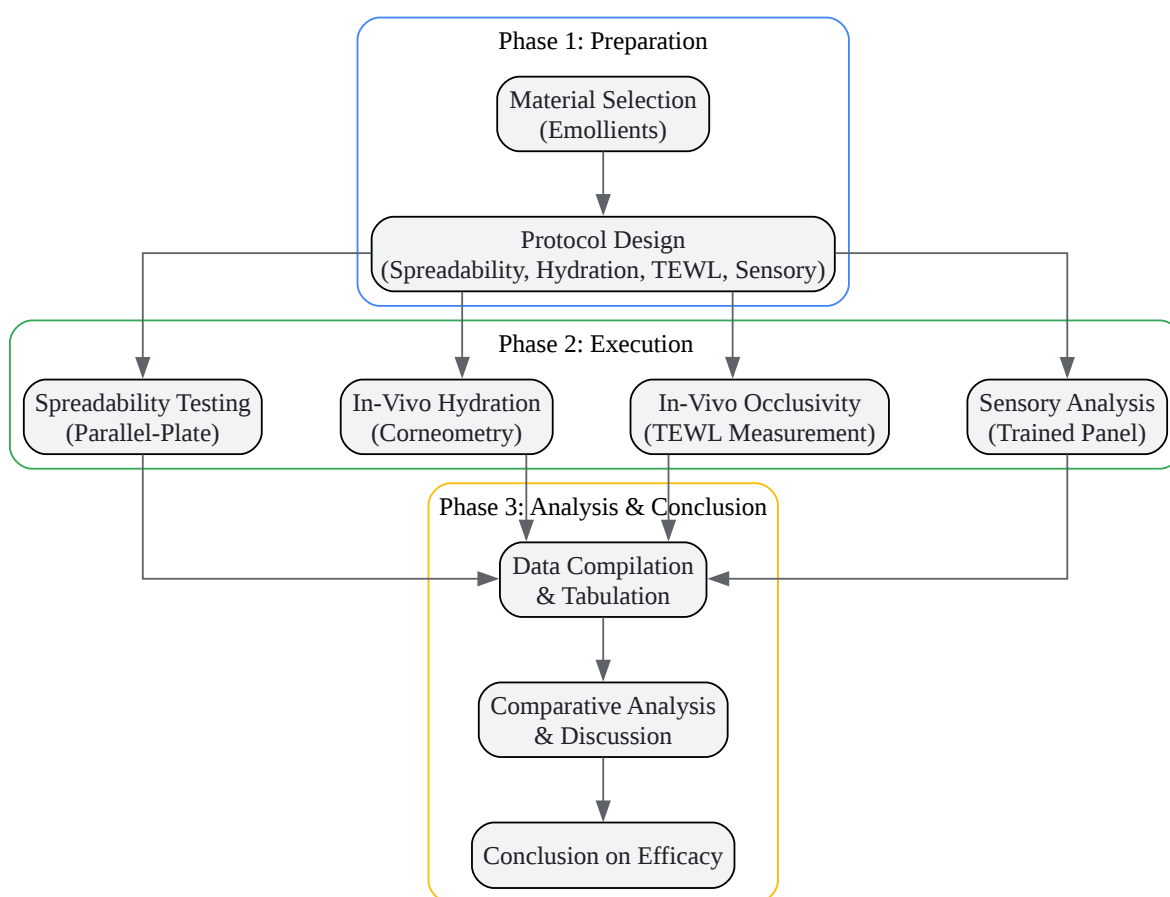 Phase 1: Preparation
Material Selection
(Emollients)
Protocol Design
(Spreadability, Hydration, TEWL, Sensory)
Phase 2: Execution
Spreadability Testing
(Parallel-Plate)
In-Vivo Hydration
(Corneometry)
In-Vivo Occlusivity
(TEWL Measurement)
Sensory Analysis
(Trained Panel)
Phase 3: Analysis & Conclusion
Data Compilation
& Tabulation
Comparative Analysis
& Discussion
Conclusion on Efficacy